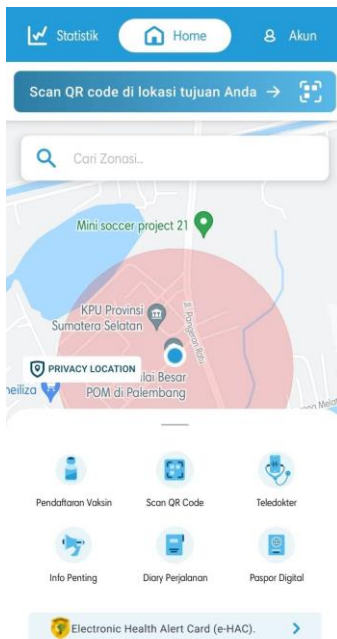 Statistik
Home
Akun
Scan QR code di lokasi tujuan Anda →
Cari Zonasi..
Mini soccer project 21
KPU Provinsi
Sumatera Selatan
Jl. Pangeran Ratu
PRIVACY LOCATION
lai Besar
POM di Palembang
neiliza
Pendaftaran Vaksin
Scan QR Code
Teledokter
Info Penting
Diary Perjalanan
Paspor Digital
Electronic Health Alert Card (e-HAC).